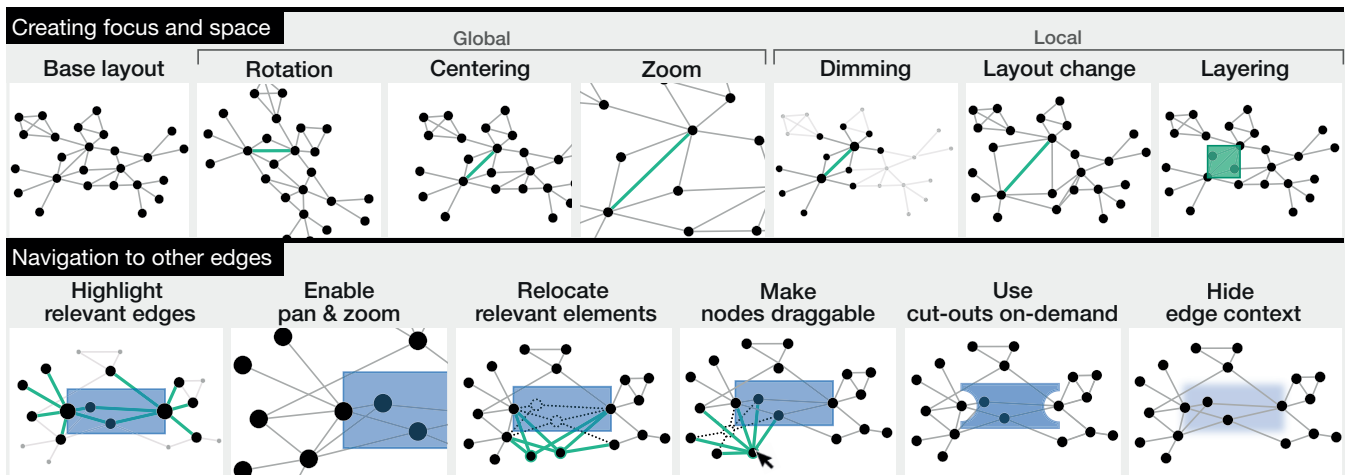 Creating focus and space
Global
Local
Base layout
Rotation
Centering
Zoom
Dimming
Layout change
Layering
Navigation to other edges
Highlight
relevant edges
Enable
pan & zoom
Relocate
relevant elements
Make
nodes draggable
Use
cut-outs on-demand
Hide
edge context